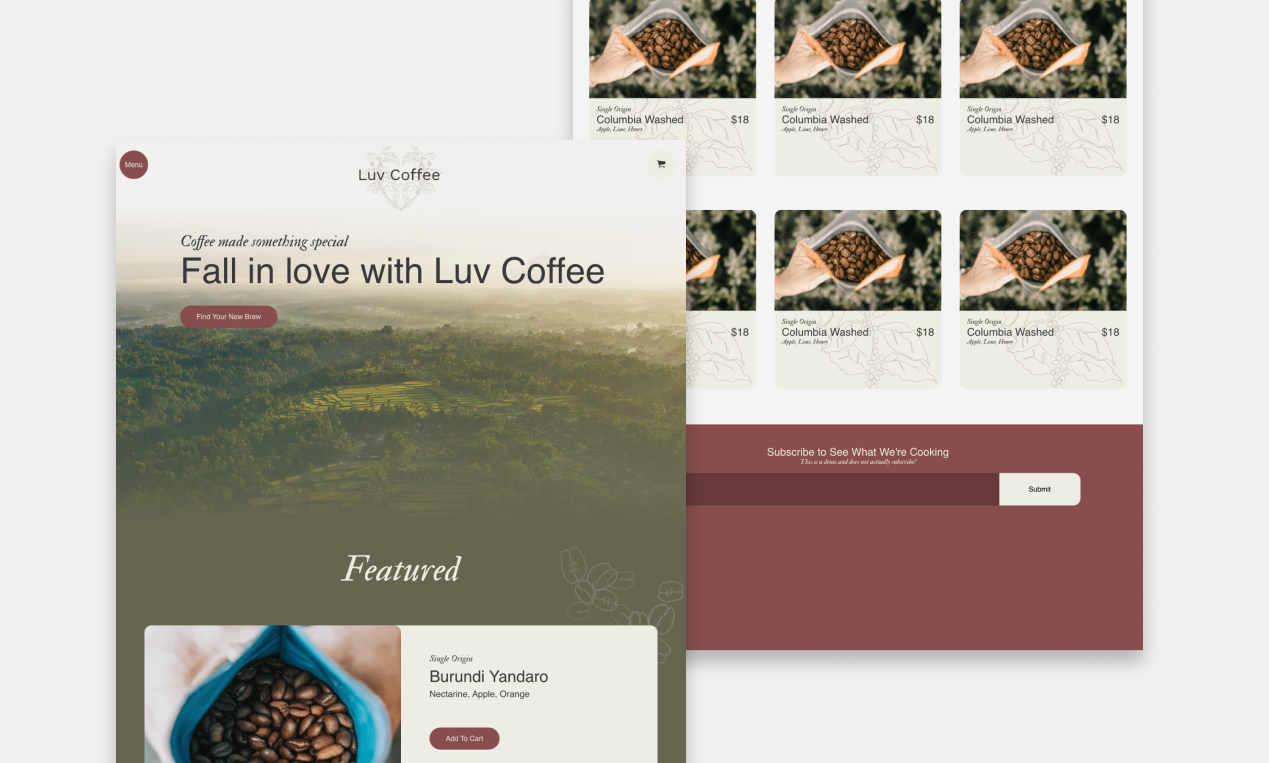 Single Origin
Columbia Washed $18
Apple, Lime, Honey
Single Origin
Columbia Washed $18
Apple, Lime, Honey
Single Origin
Columbia Washed $18
Apple, Lime, Honey
$18
Single Origin
Columbia Washed $18
Apple, Lime, Honey
Single Origin
Columbia Washed $18
Apple, Lime, Honey
Subscribe to See What We're Cooking
This is a demo and does not actually subscribe!
Submit
Menu
Luv Coffee
Coffee made something special
Fall in love with Luv Coffee
Find Your New Brew
Featured
Single Origin
Burundi Yandaro
Nectarine, Apple, Orange
Add To Cart